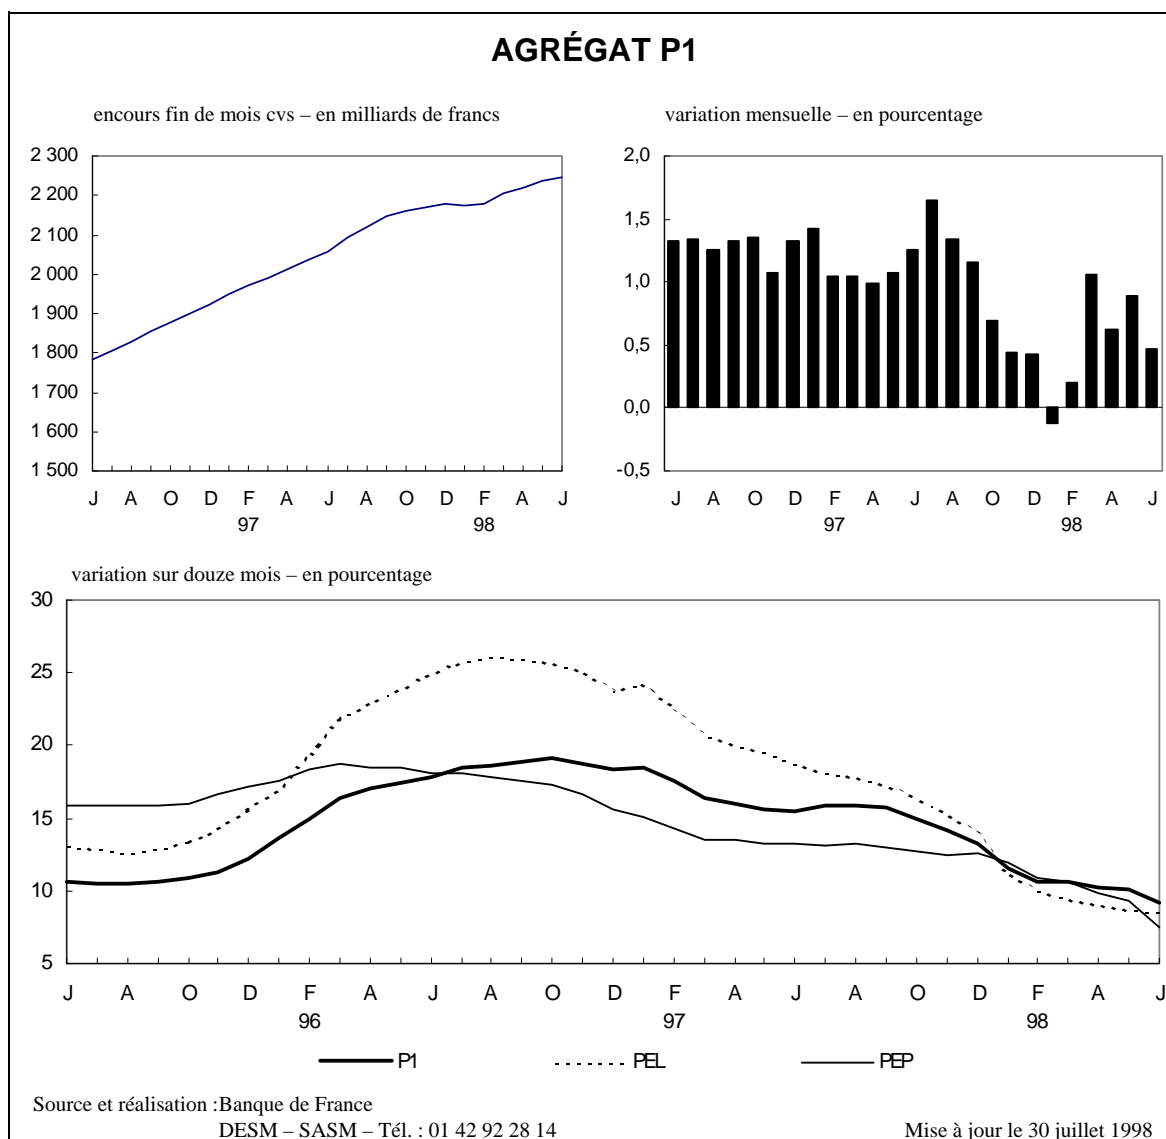 AGRÉGAT P1
encours fin de mois cvs – en milliards de francs
2 300
2 200
2 100
2 000
1 900
1 800
1 700
1 600
1 500
J A O D F A J A O D F A J
97 98
variation mensuelle – en pourcentage
2,0
1,5
1,0
0,5
0,0
-0,5
J A O D F A J A O D F A J
97 98
variation sur douze mois – en pourcentage
30
25
20
15
10
5
J A O D F A J A O D F A J A O D F A J
96 97 98
P1 PEL PEP
Source et réalisation :Banque de France
DESM – SASM – Tél. : 01 42 92 28 14 Mise à jour le 30 juillet 1998